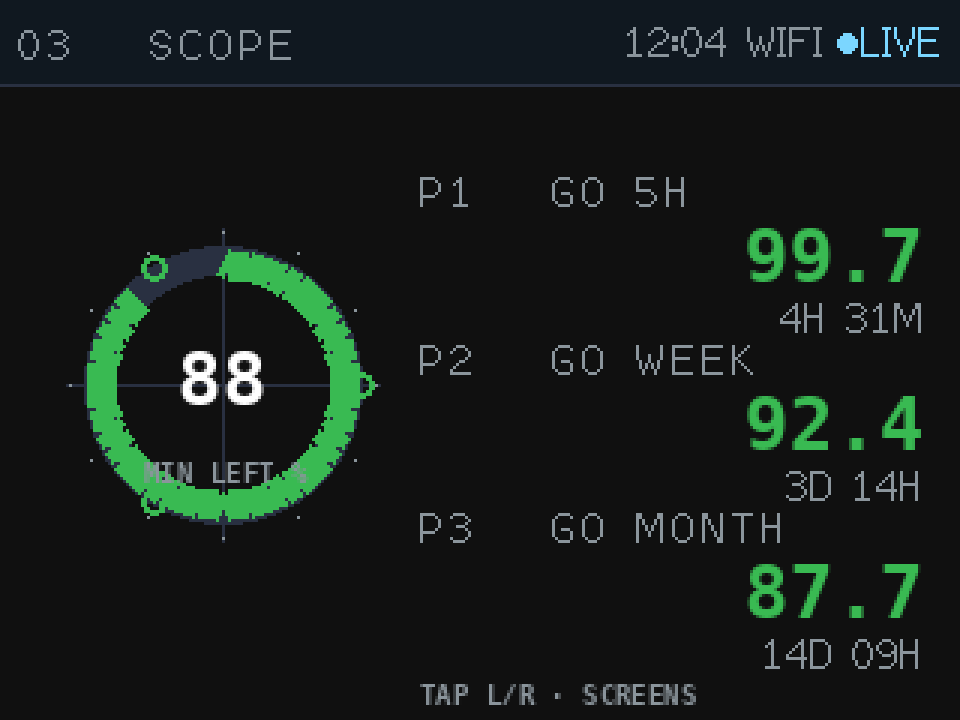 03 SCOPE 12:04 WIFI ●LIVE
P1 GO 5H
99.7
4H 31M
P2 GO WEEK
92.4
3D 14H
P3 GO MONTH
87.7
14D 09H
88
MIN LEFT %
TAP L/R · SCREENS